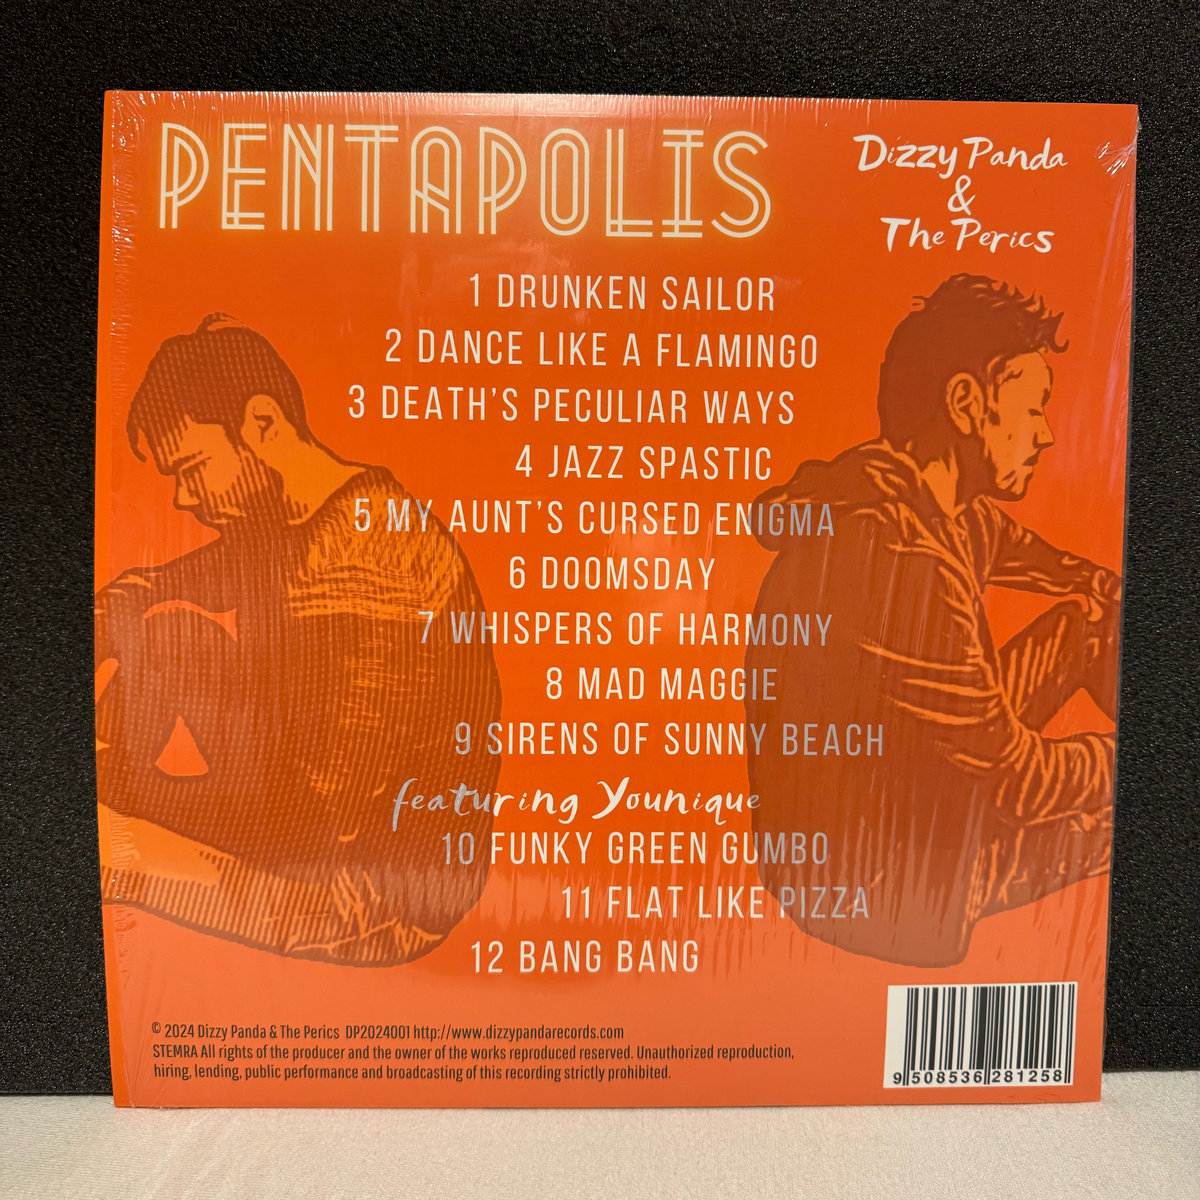 PENTAPOLIS
Dizzy Panda
&
The Perics
1 DRUNKEN SAILOR
2 DANCE LIKE A FLAMINGO
3 DEATH'S PECULIAR WAYS
4 JAZZ SPASTIC
5 MY AUNT'S CURSED ENIGMA
6 DOOMSDAY
7 WHISPERS OF HARMONY
8 MAD MAGGIE
9 SIRENS OF SUNNY BEACH
featuring Younique
10 FUNKY GREEN GUMBO
11 FLAT LIKE PIZZA
12 BANG BANG
© 2024 Dizzy Panda & The Perics DP2024001 http://www.dizzypandarecords.com
STEMRA All rights of the producer and the owner of the works reproduced reserved. Unauthorized reproduction,
hiring, lending, public performance and broadcasting of this recording strictly prohibited.
9 508536 281258